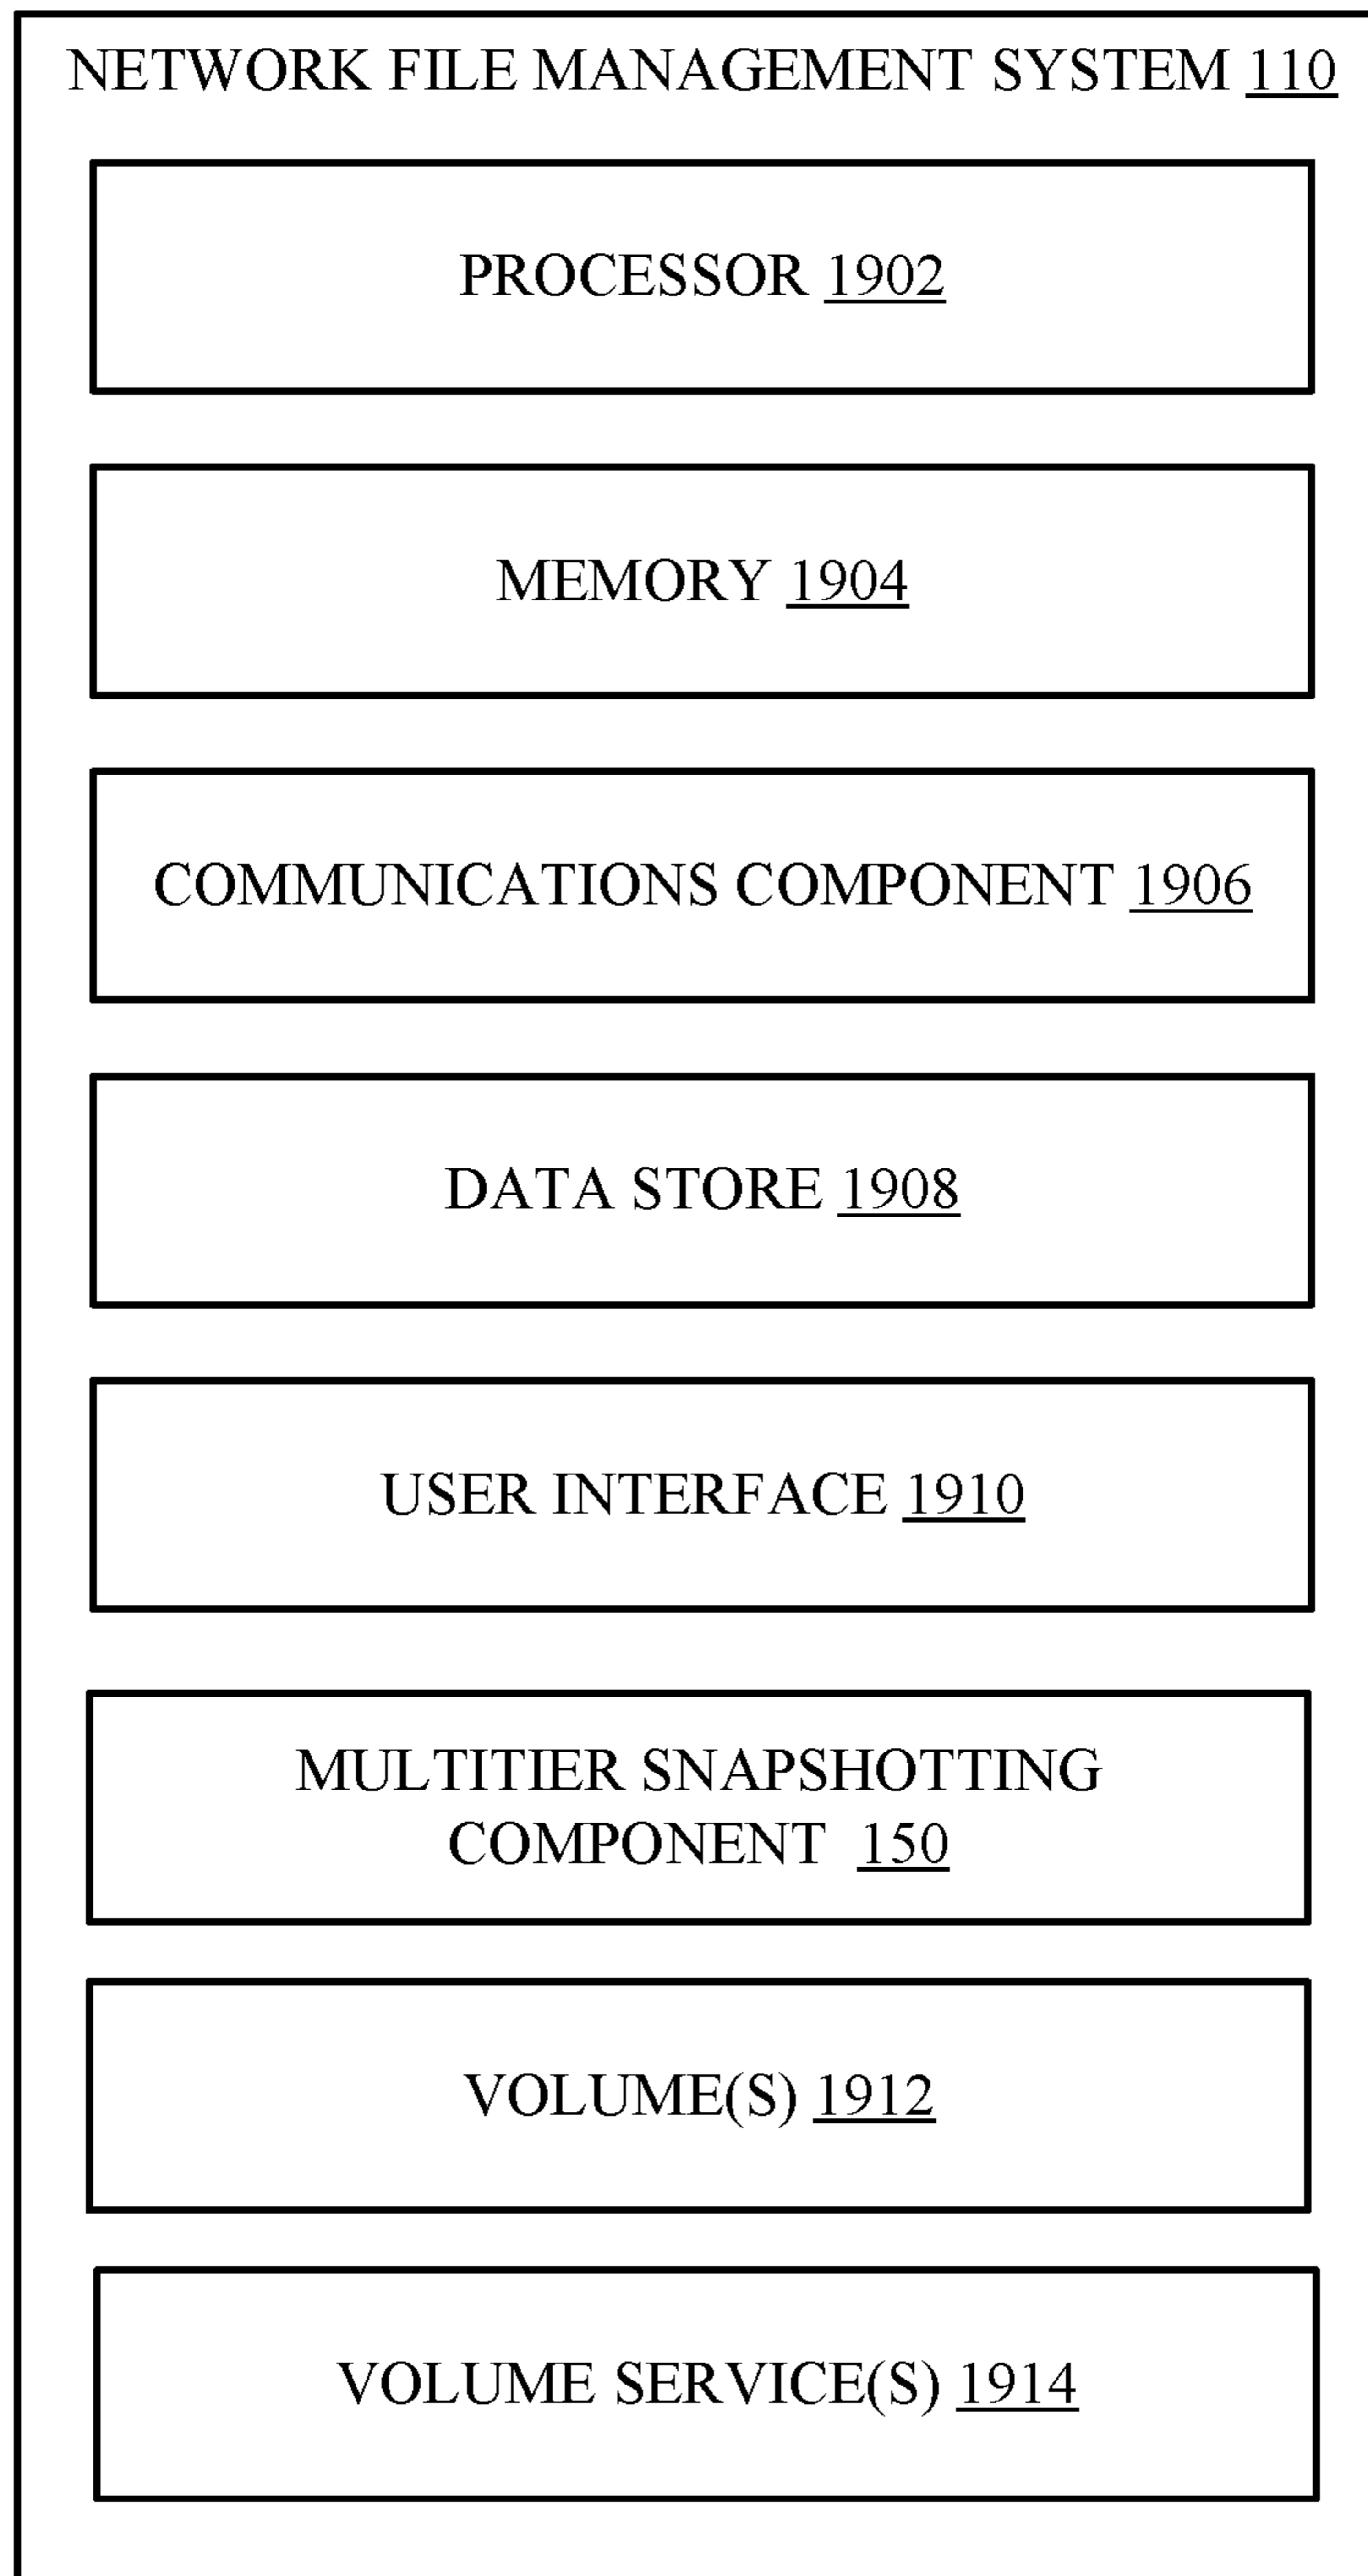 NETWORK FILE MANAGEMENT SYSTEM 110
PROCESSOR 1902
MEMORY 1904
COMMUNICATIONS COMPONENT 1906
DATA STORE 1908
USER INTERFACE 1910
MULTITIER SNAPSHOTTING
COMPONENT 150
VOLUME(S) 1912
VOLUME SERVICE(S) 1914